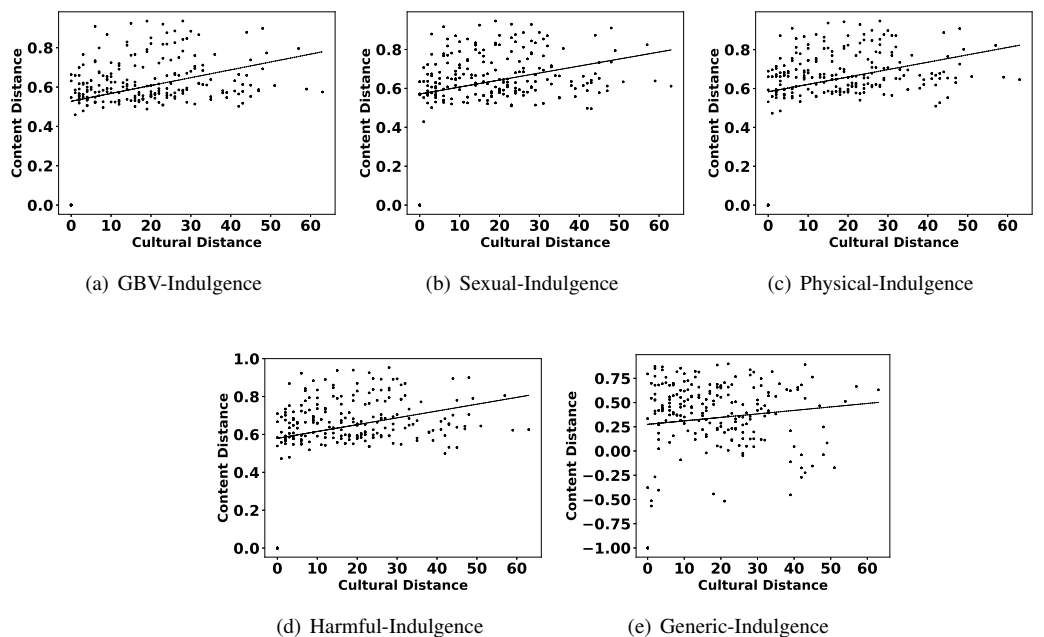 0.8
0.6
0.4
0.2
0.0
Content Distance
0 10 20 30 40 50 60
Cultural Distance
(a) GBV-Indulgence
0.8
0.6
0.4
0.2
0.0
Content Distance
0 10 20 30 40 50 60
Cultural Distance
(b) Sexual-Indulgence
0.8
0.6
0.4
0.2
0.0
Content Distance
0 10 20 30 40 50 60
Cultural Distance
(c) Physical-Indulgence
1.0
0.8
0.6
0.4
0.2
0.0
Content Distance
0 10 20 30 40 50 60
Cultural Distance
(d) Harmful-Indulgence
0.75
0.50
0.25
0.00
−0.25
−0.50
−0.75
−1.00
Content Distance
0 10 20 30 40 50 60
Cultural Distance
(e) Generic-Indulgence